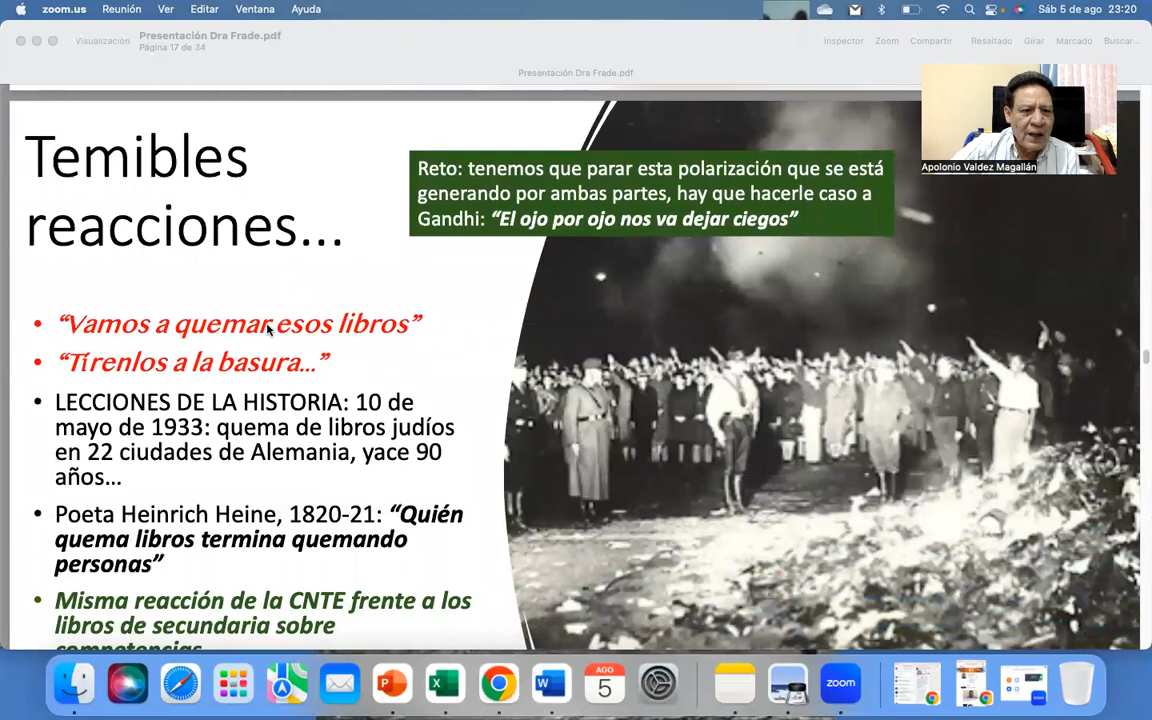 zoom.us Reunión Ver Editar Ventana Ayuda
Sáb 5 de ago 23:20
Presentación Dra Frade.pdf
Página 17 de 34
Visualización
Inspector Zoom Compartir Resaltado Girar Marcado Buscar...
Presentación Dra Frade.pdf
Apolonio Valdez Magallán
Temibles
reacciones...
Reto: tenemos que parar esta polarización que se está
generando por ambas partes, hay que hacerle caso a
Gandhi: “El ojo por ojo nos va dejar ciegos”
• “Vamos a quemar esos libros”
• “Tírenlos a la basura...”
• LECCIONES DE LA HISTORIA: 10 de
mayo de 1933: quema de libros judíos
en 22 ciudades de Alemania, yace 90
años...
• Poeta Heinrich Heine, 1820-21: “Quién
quema libros termina quemando
personas”
• Misma reacción de la CNTE frente a los
libros de secundaria sobre
competencias
AGO
5
zoom